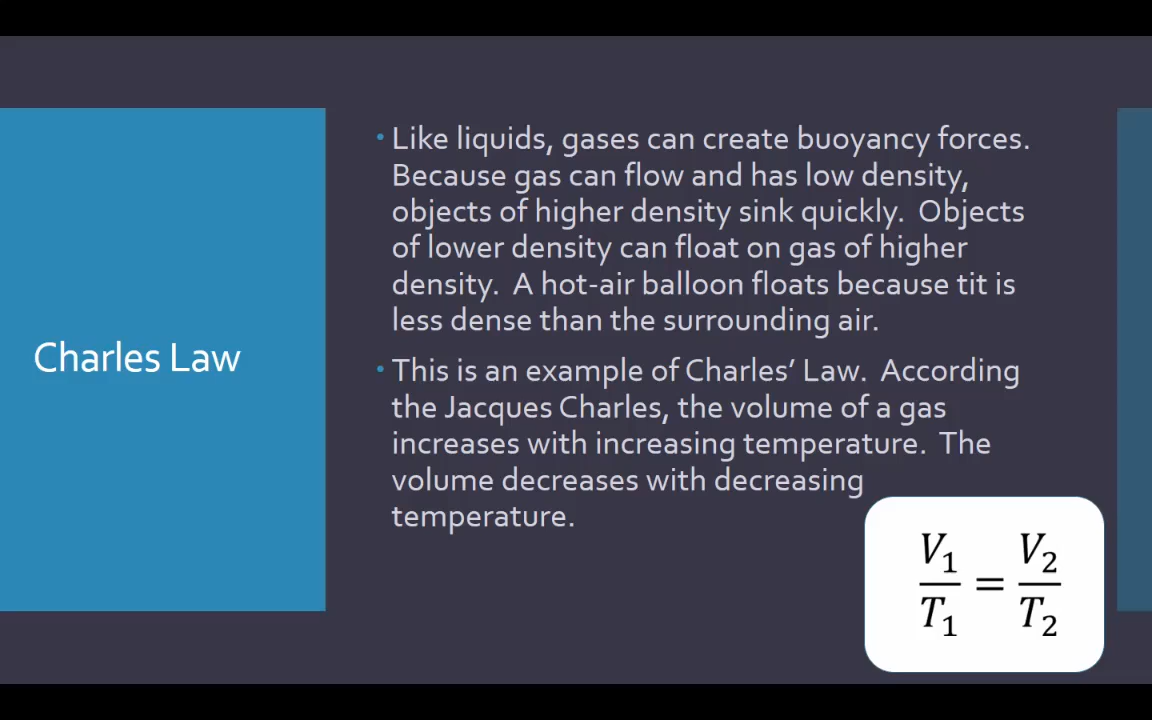 Charles Law
• Like liquids, gases can create buoyancy forces.
Because gas can flow and has low density,
objects of higher density sink quickly.  Objects
of lower density can float on gas of higher
density.  A hot-air balloon floats because tit is
less dense than the surrounding air.
• This is an example of Charles’ Law.  According
the Jacques Charles, the volume of a gas
increases with increasing temperature.  The
volume decreases with decreasing
temperature.
V₁/T₁ = V₂/T₂